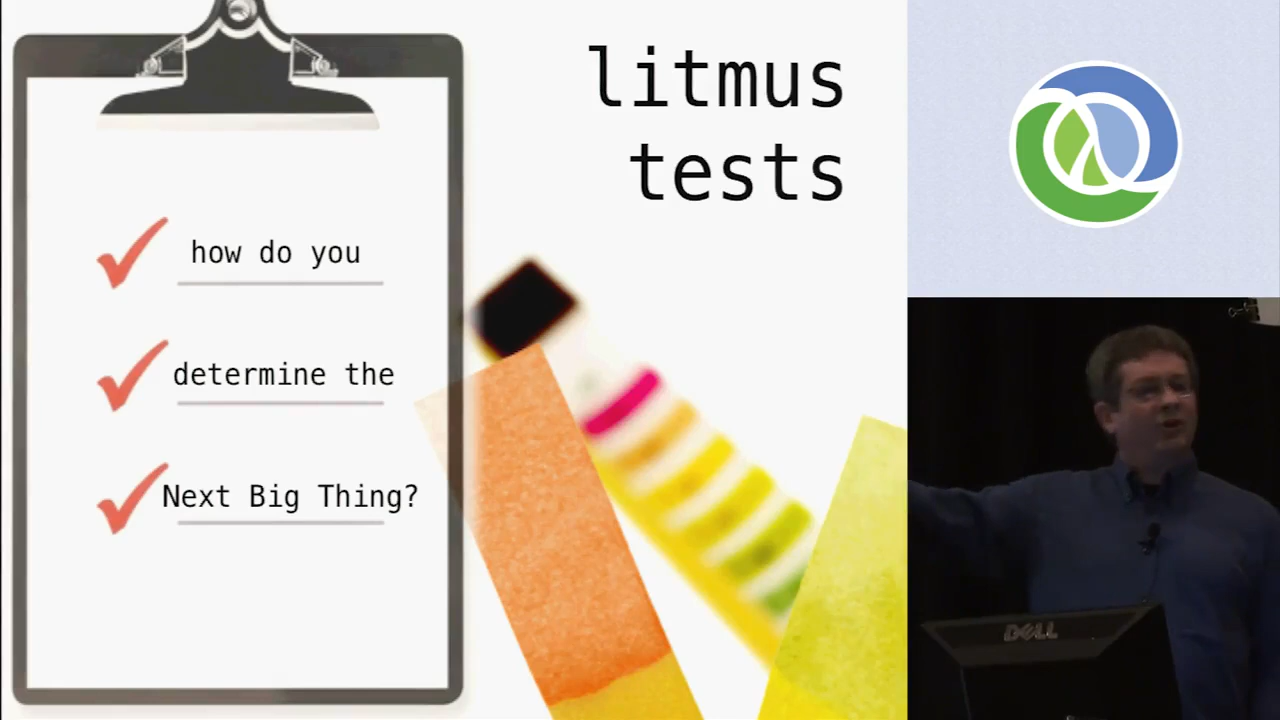 litmus
tests
how do you
determine the
Next Big Thing?
DELL